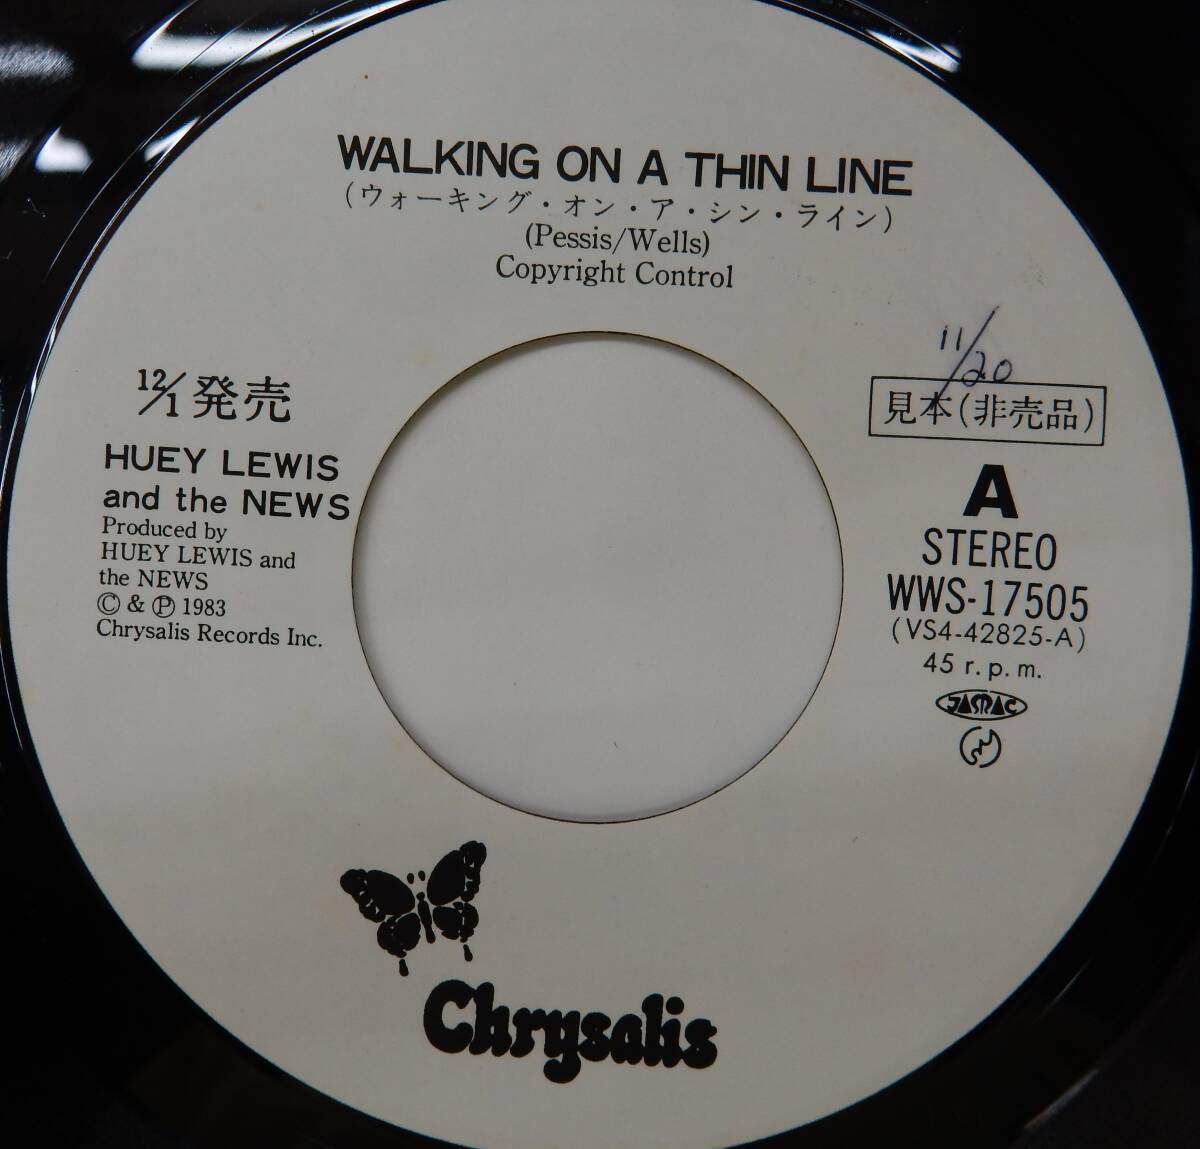 WALKING ON A THIN LINE
(ウォーキング・オン・ア・シン・ライン)
(Pessis/Wells)
Copyright Control
12/1 発売
HUEY LEWIS
and the NEWS
Produced by
HUEY LEWIS and
the NEWS
© & Ⓟ 1983
Chrysalis Records Inc.
11/20
見本(非売品)
A
STEREO
WWS-17505
(VS4-42825-A)
45 r.p.m.
JASRAC
Chrysalis